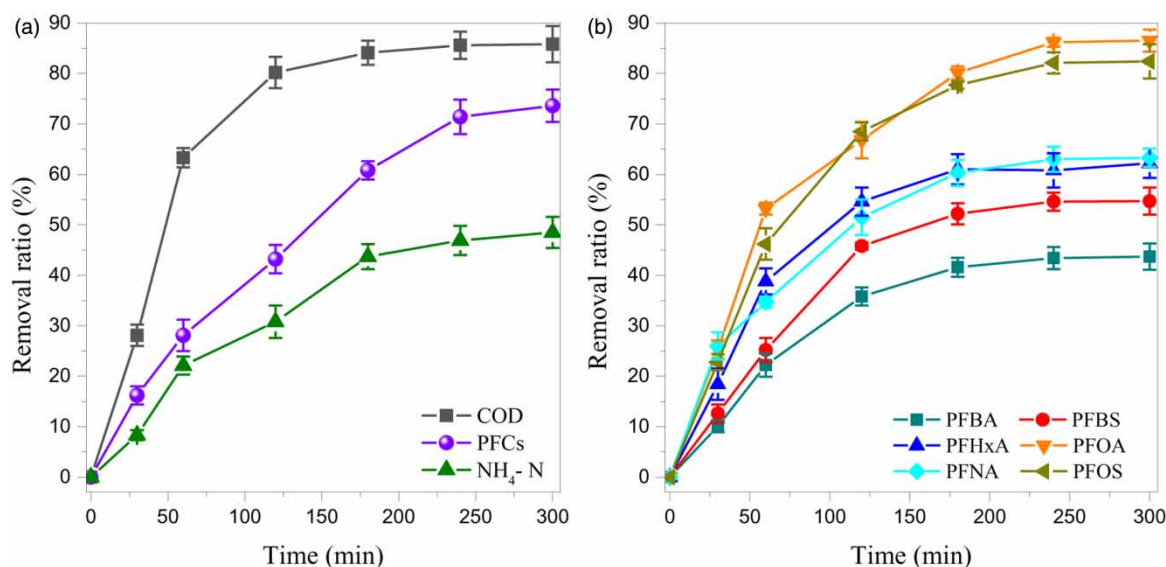 (a)
Removal ratio (%)
90
80
70
60
50
40
30
20
10
0
COD
PFCs
NH₄- N
0 50 100 150 200 250 300
Time (min)
(b)
Removal ratio (%)
90
80
70
60
50
40
30
20
10
0
PFBA PFBS
PFHxA PFOA
PFNA PFOS
0 50 100 150 200 250 300
Time (min)